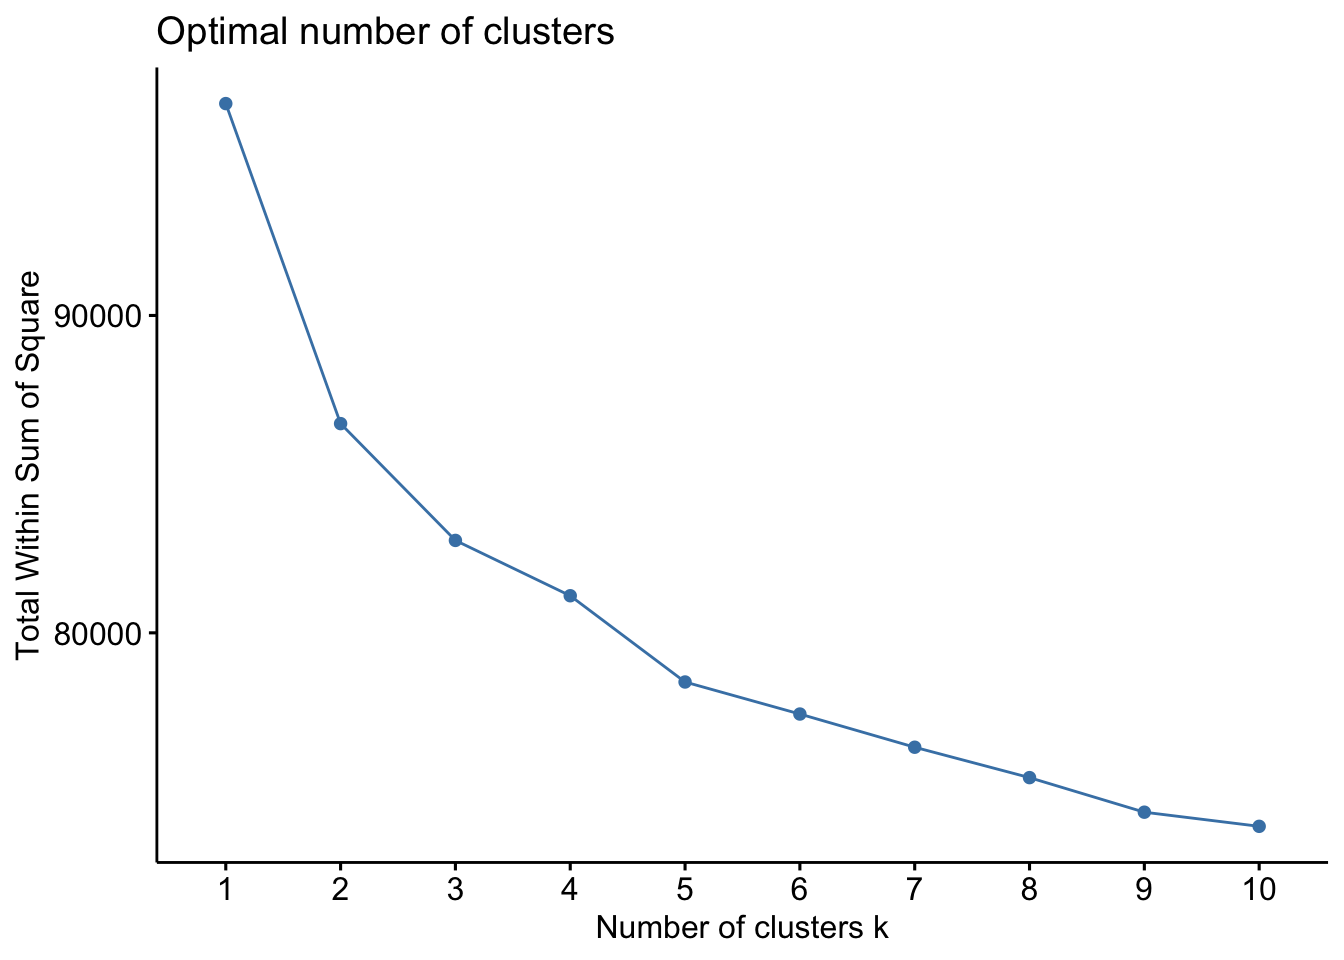 Optimal number of clusters
Total Within Sum of Square
90000
80000
1 2 3 4 5 6 7 8 9 10
Number of clusters k